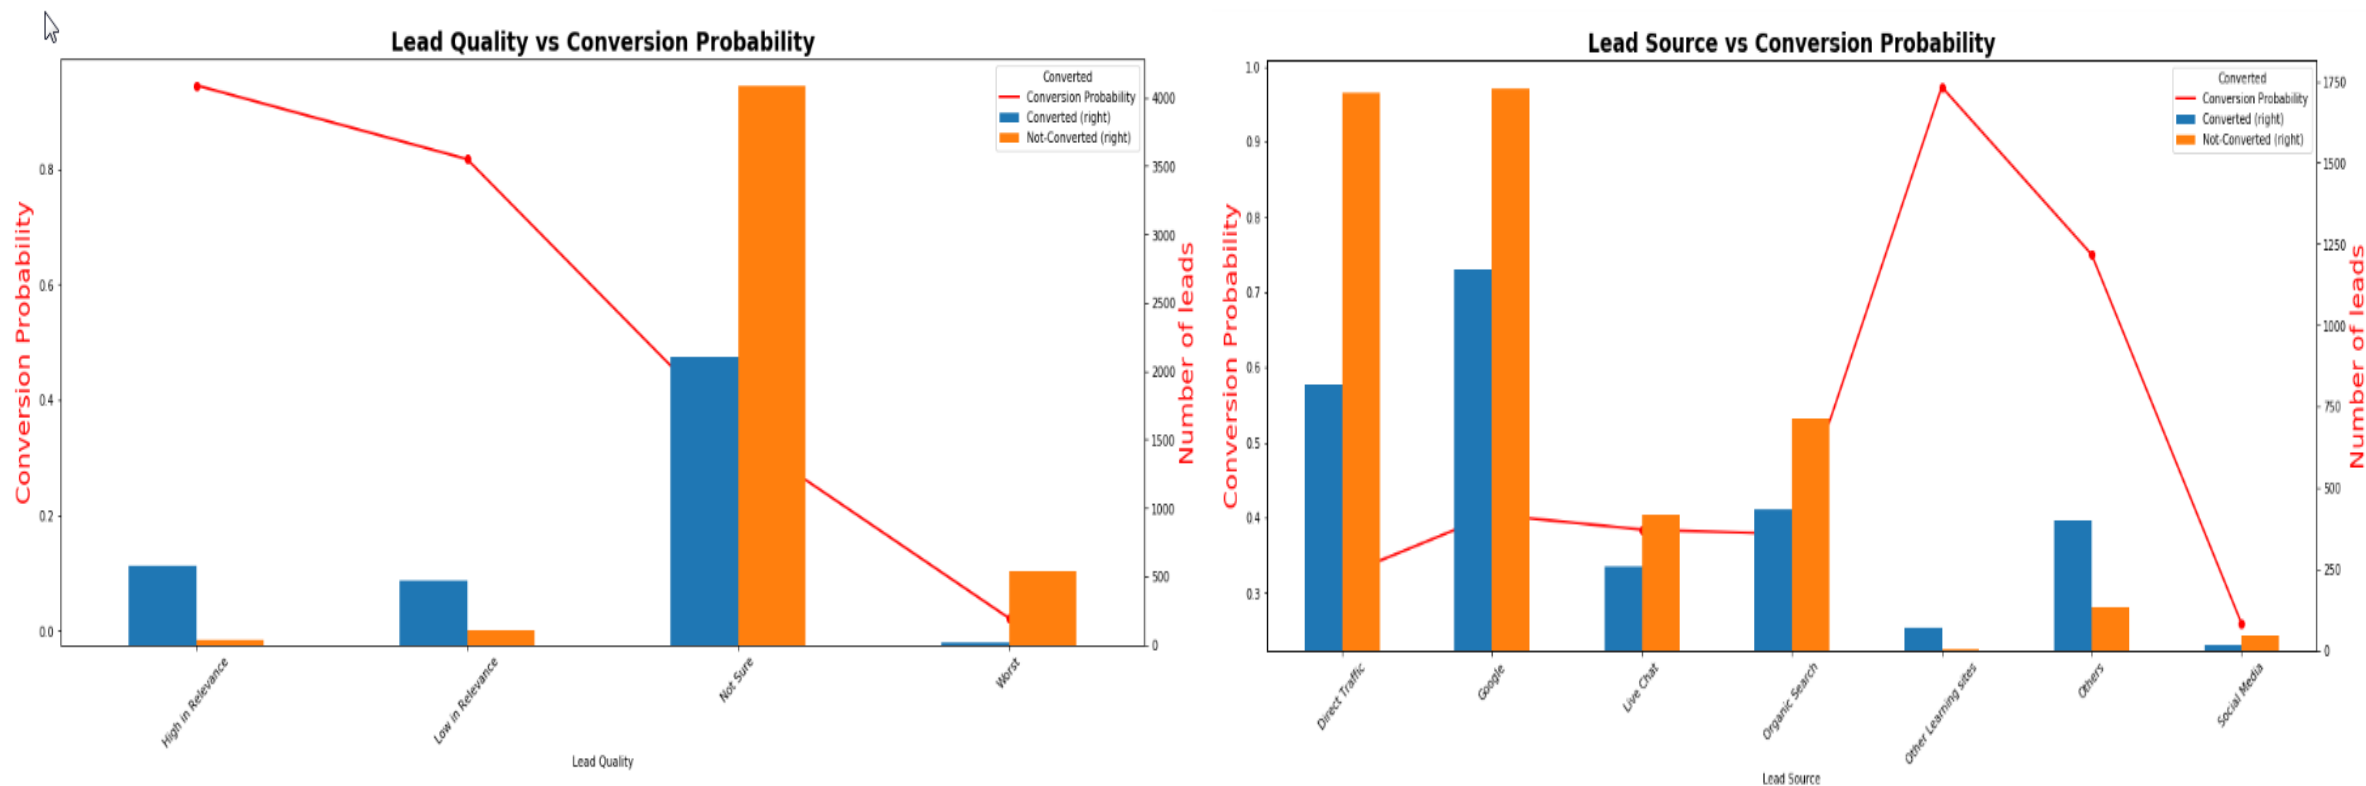 Lead Quality vs Conversion Probability
Converted
Conversion Probability
Converted (right)
Not-Converted (right)
Conversion Probability
0.8
0.6
0.4
0.2
0.0
4000
3500
3000
2500
2000
1500
1000
500
0
Number of leads
High in Relevance
Low in Relevance
Not Sure
Worst
Lead Quality
Lead Source vs Conversion Probability
Converted
Conversion Probability
Converted (right)
Not-Converted (right)
Conversion Probability
1.0
0.9
0.8
0.7
0.6
0.5
0.4
0.3
1750
1500
1250
1000
750
500
250
0
Number of leads
Direct Traffic
Google
Live Chat
Organic Search
Other Learning sites
Others
Social Media
Lead Source